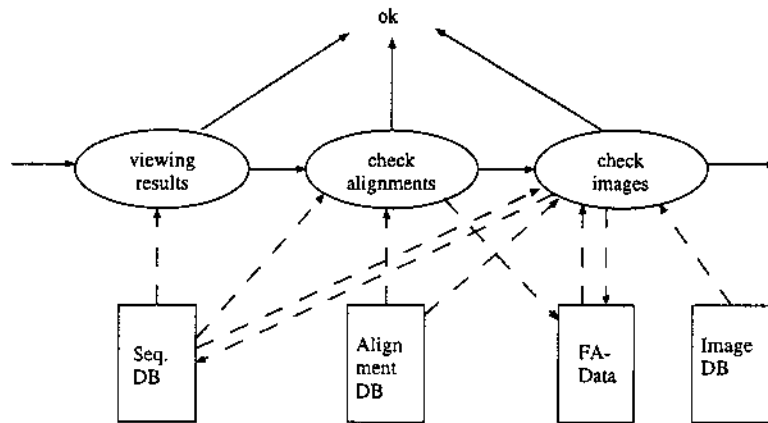 ok
viewing
results
check
alignments
check
images
Seq.
DB
Align
ment
DB
FA-
Data
Image
DB